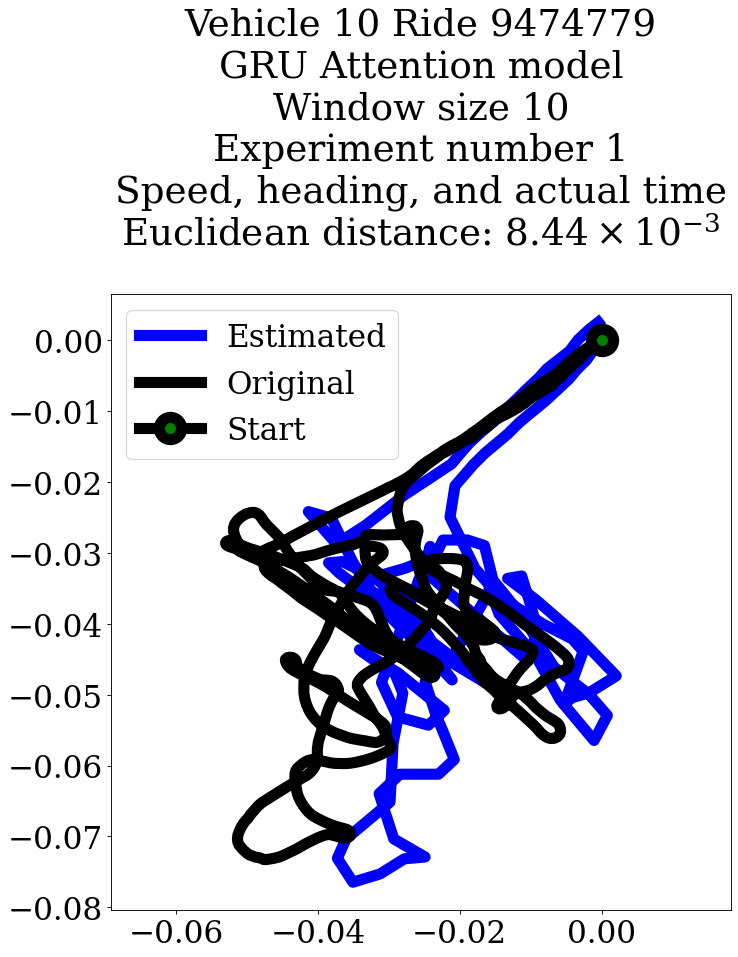 Vehicle 10 Ride 9474779
GRU Attention model
Window size 10
Experiment number 1
Speed, heading, and actual time
Euclidean distance: 8.44 × 10⁻³
Estimated
Original
Start
0.00
−0.01
−0.02
−0.03
−0.04
−0.05
−0.06
−0.07
−0.08
−0.06 −0.04 −0.02 0.00